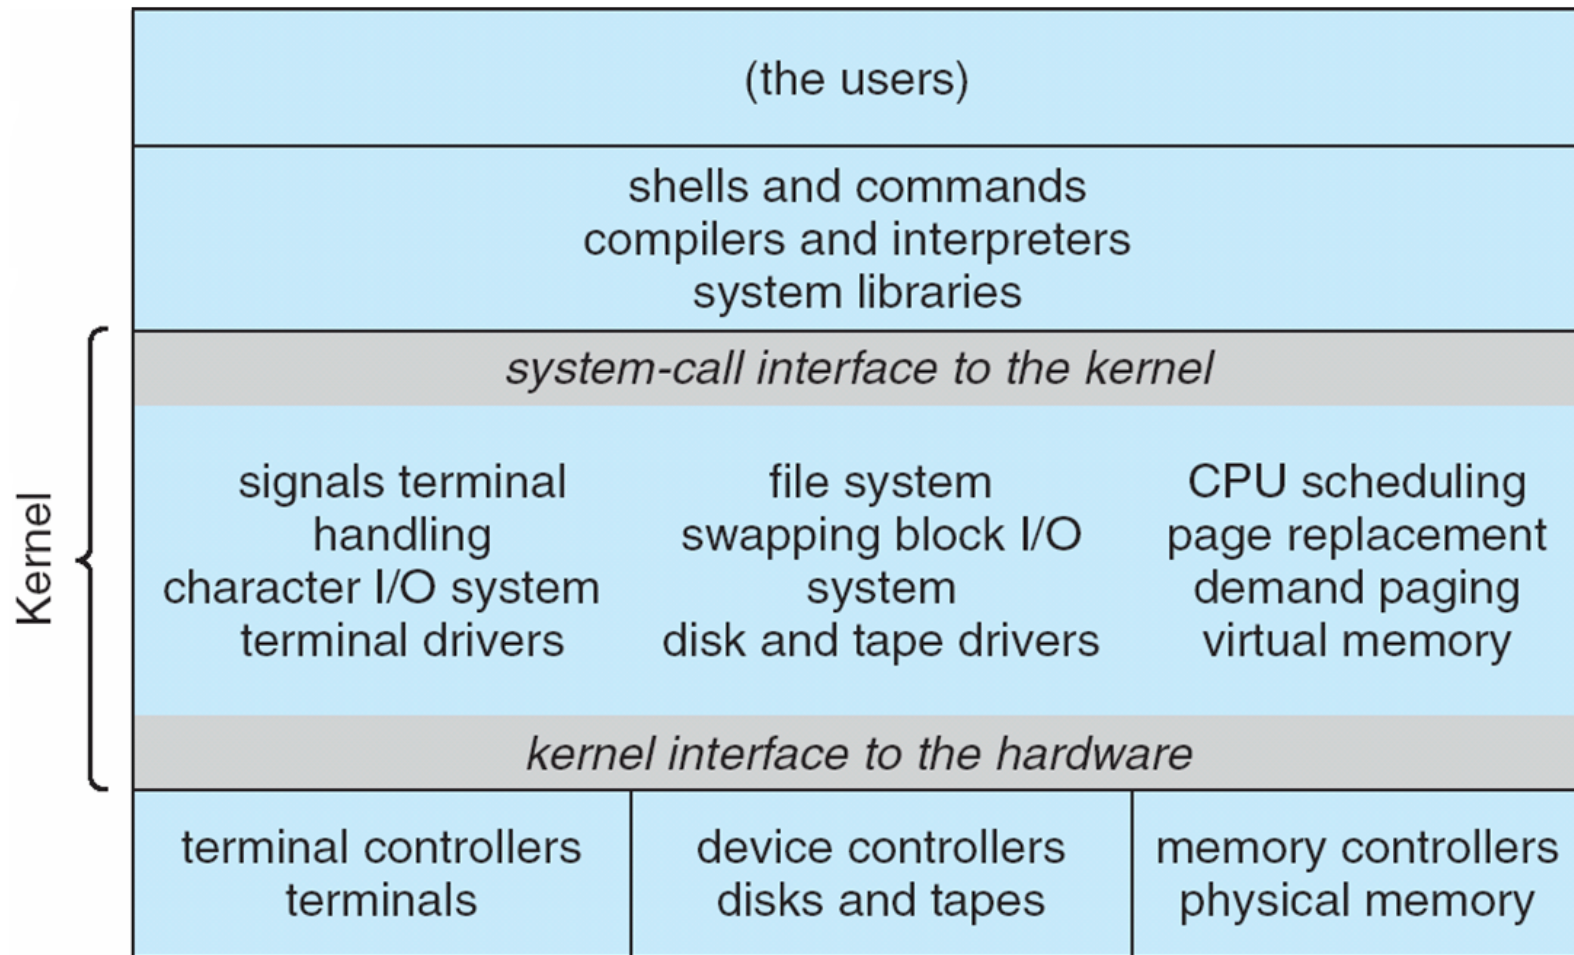 (the users)
shells and commands
compilers and interpreters
system libraries
system-call interface to the kernel
Kernel
signals terminal
handling
character I/O system
terminal drivers
file system
swapping block I/O
system
disk and tape drivers
CPU scheduling
page replacement
demand paging
virtual memory
kernel interface to the hardware
terminal controllers
terminals
device controllers
disks and tapes
memory controllers
physical memory